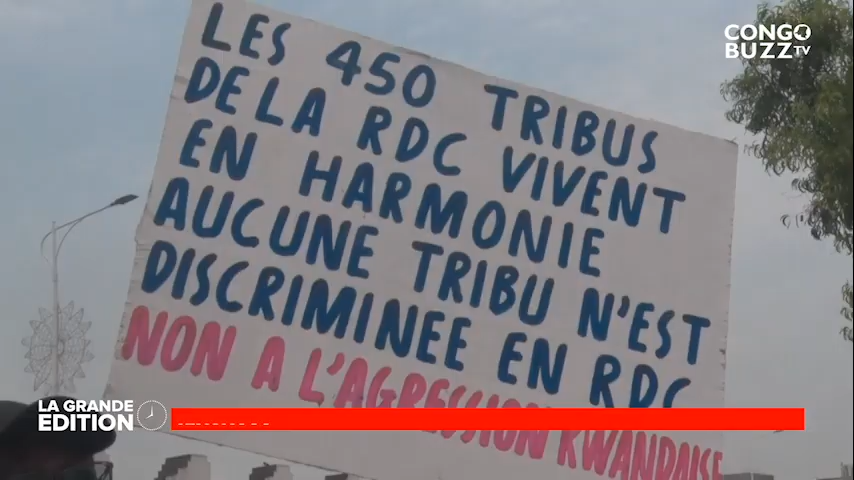 CONGO
BUZZ TV
LES 450 TRIBUS
DE LA RDC VIVENT
EN HARMONIE
AUCUNE TRIBU N'EST
DISCRIMINEE EN RDC
NON A L'AGRESSION RWANDAISE
LA GRANDE
EDITION